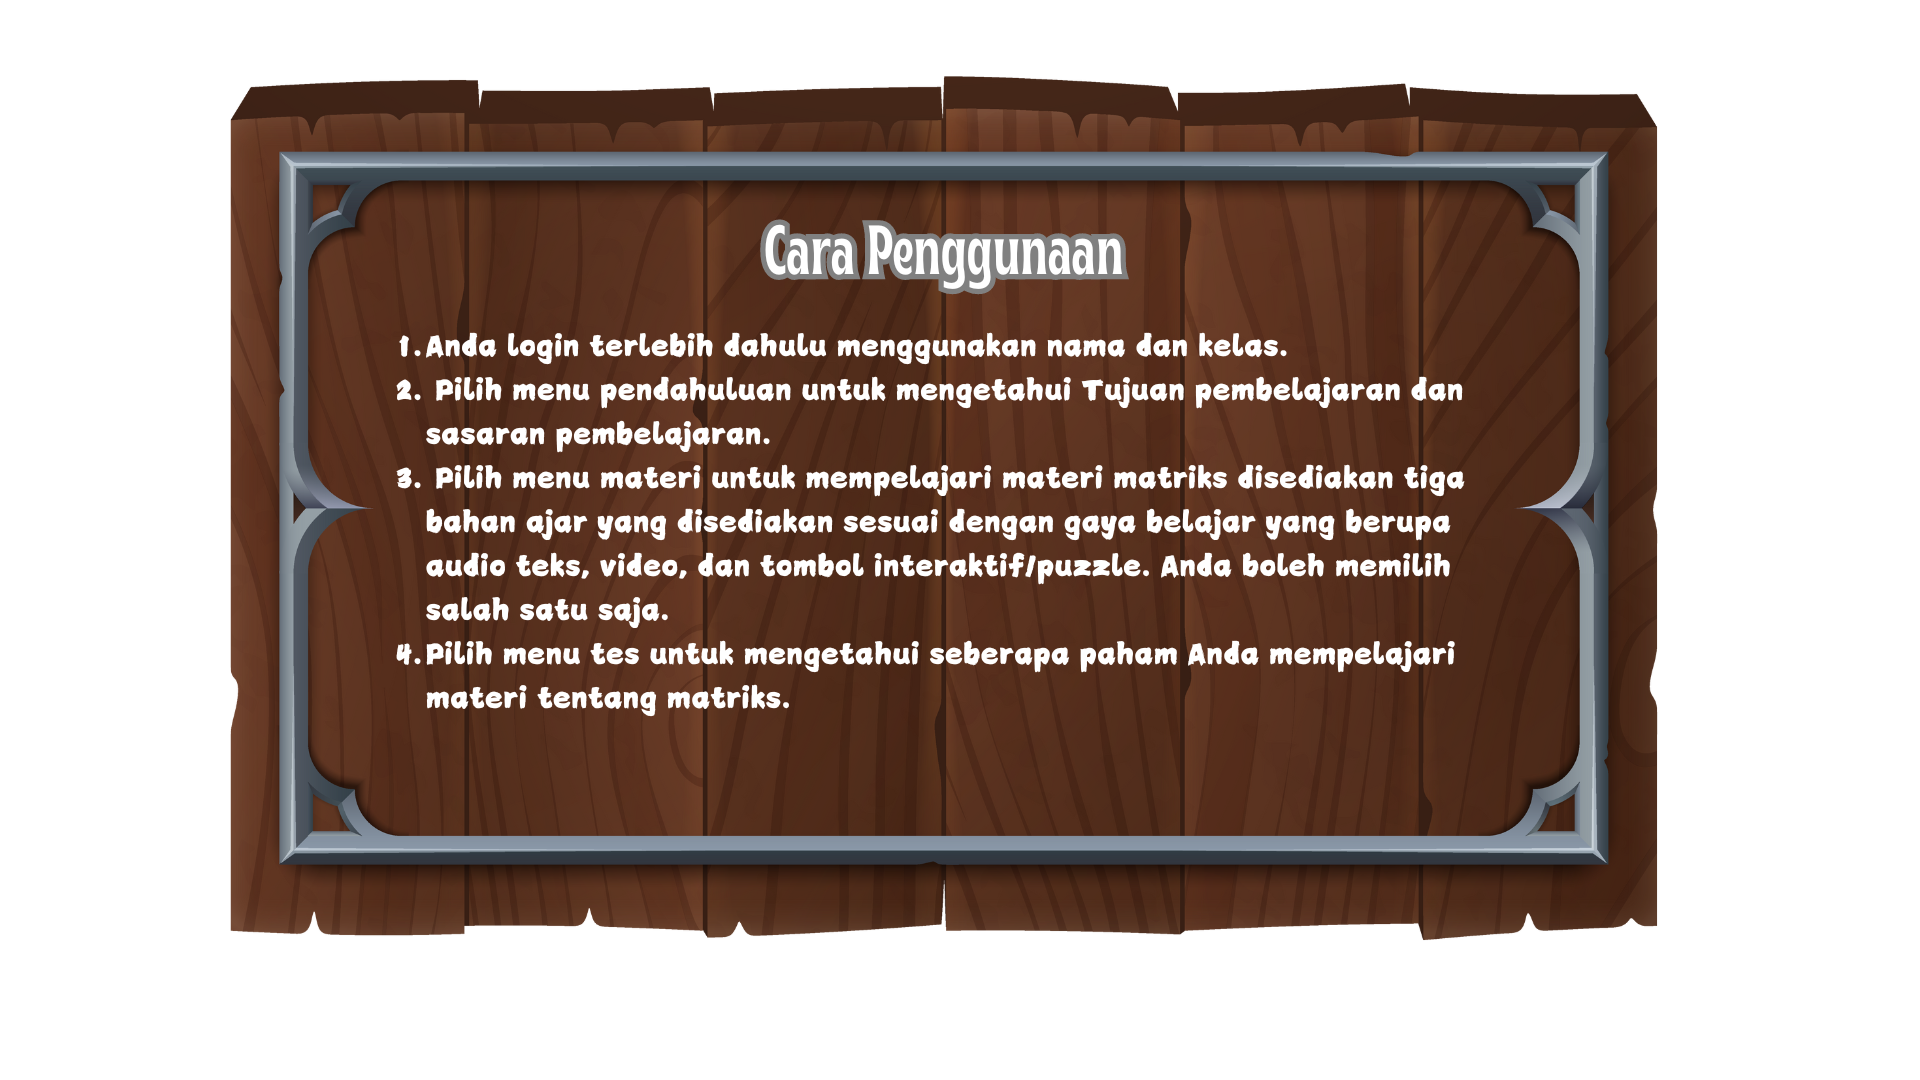 Cara Penggunaan
1. Anda login terlebih dahulu menggunakan nama dan kelas.
2. Pilih menu pendahuluan untuk mengetahui Tujuan pembelajaran dan
sasaran pembelajaran.
3. Pilih menu materi untuk mempelajari materi matriks disediakan tiga
bahan ajar yang disediakan sesuai dengan gaya belajar yang berupa
audio teks, video, dan tombol interaktif/puzzle. Anda boleh memilih
salah satu saja.
4. Pilih menu tes untuk mengetahui seberapa paham Anda mempelajari
materi tentang matriks.